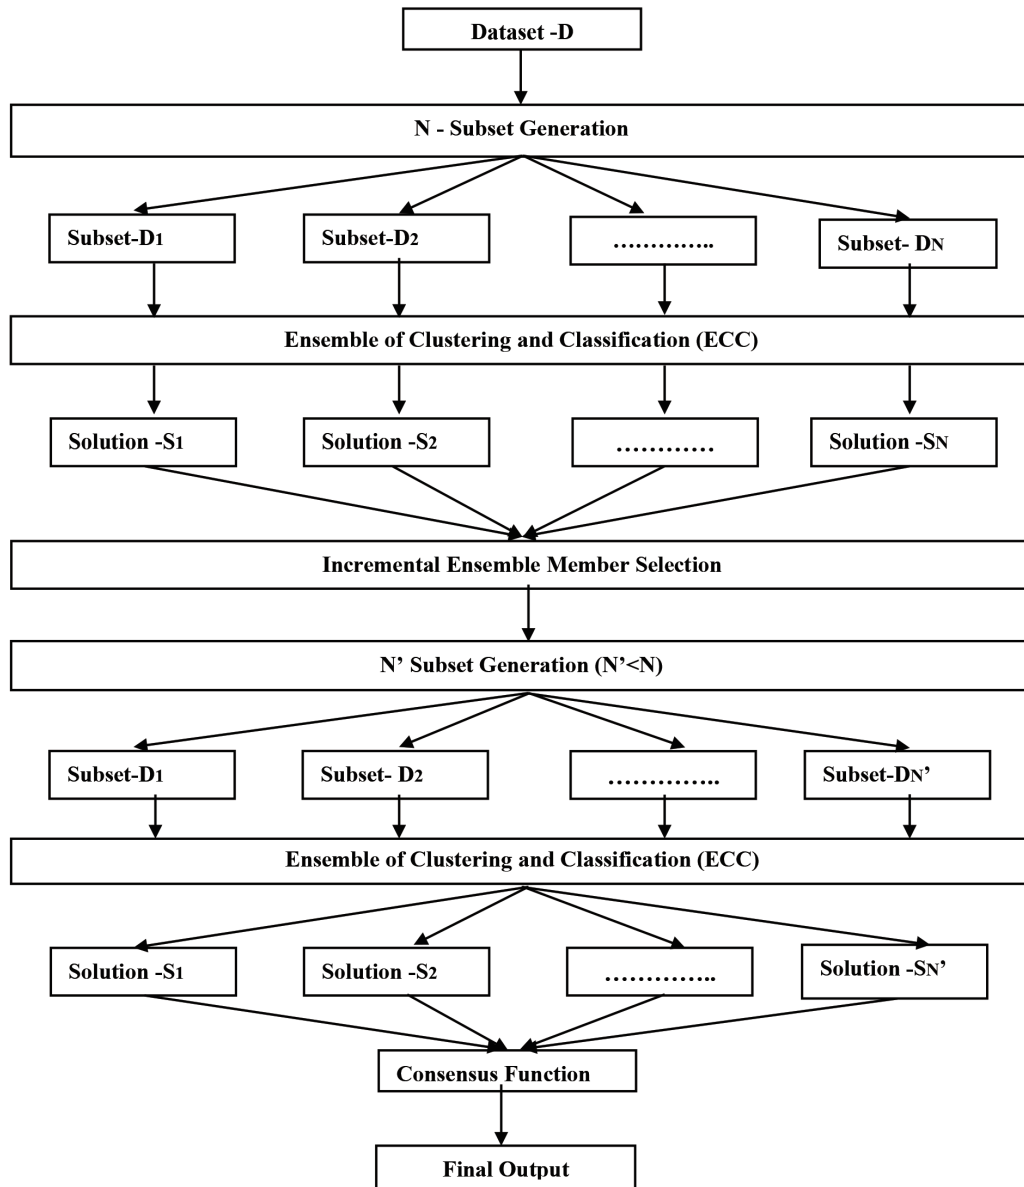 Dataset -D
N - Subset Generation
Subset-D1
Subset-D2
…………..
Subset- DN
Ensemble of Clustering and Classification (ECC)
Solution -S1
Solution -S2
…………
Solution -SN
Incremental Ensemble Member Selection
N’ Subset Generation (N’<N)
Subset-D1
Subset- D2
…………..
Subset-DN’
Ensemble of Clustering and Classification (ECC)
Solution -S1
Solution -S2
…………..
Solution -SN’
Consensus Function
Final Output